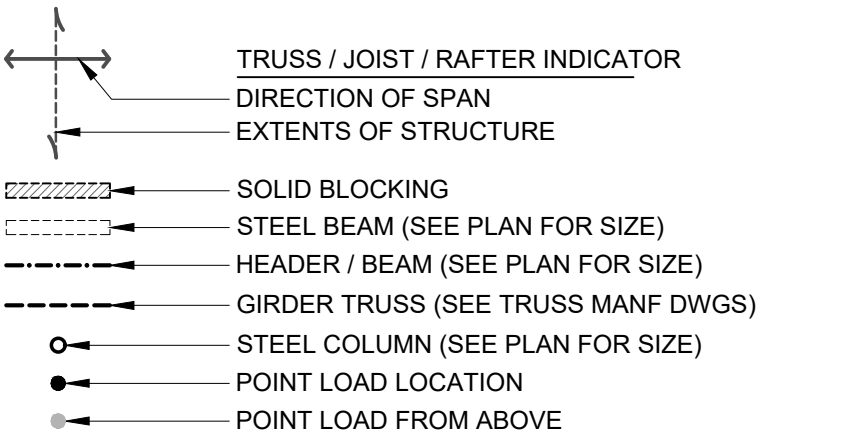 TRUSS / JOIST / RAFTER INDICATOR
DIRECTION OF SPAN
EXTENTS OF STRUCTURE
SOLID BLOCKING
STEEL BEAM (SEE PLAN FOR SIZE)
HEADER / BEAM (SEE PLAN FOR SIZE)
GIRDER TRUSS (SEE TRUSS MANF DWGS)
STEEL COLUMN (SEE PLAN FOR SIZE)
POINT LOAD LOCATION
POINT LOAD FROM ABOVE